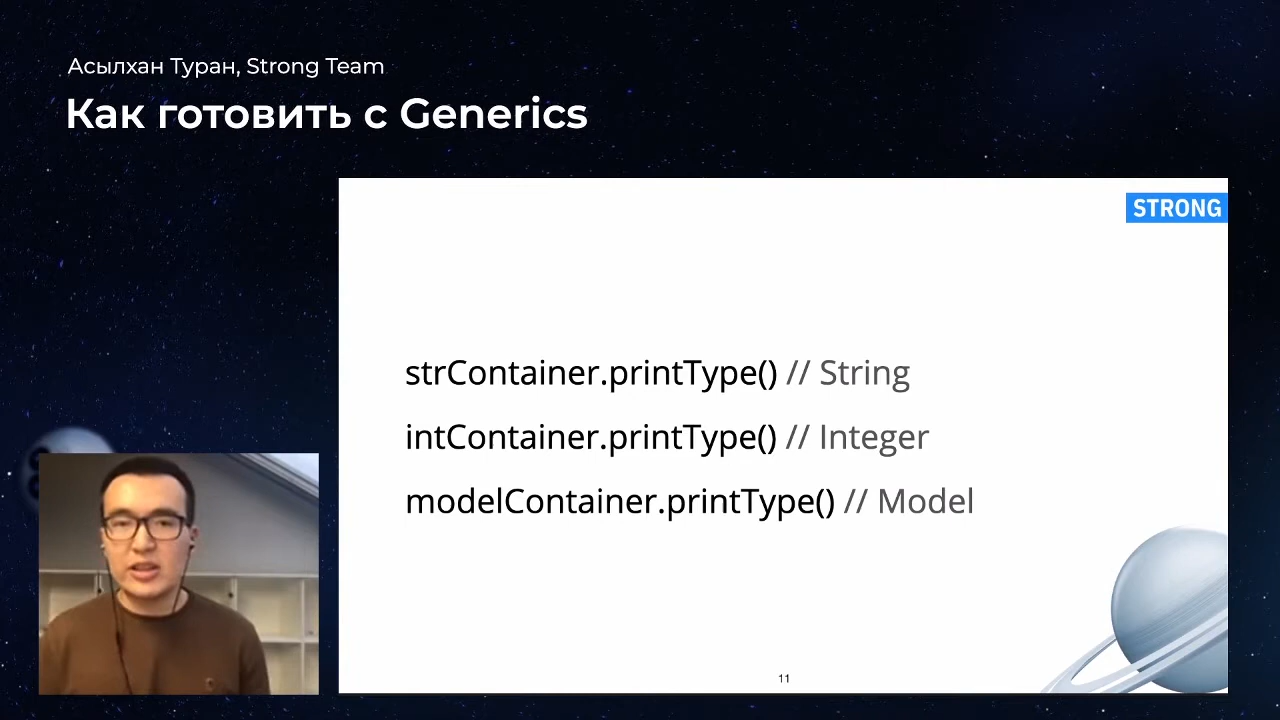 Асылхан Туран, Strong Team
Как готовить с Generics
STRONG
strContainer.printType() // String
intContainer.printType() // Integer
modelContainer.printType() // Model
11